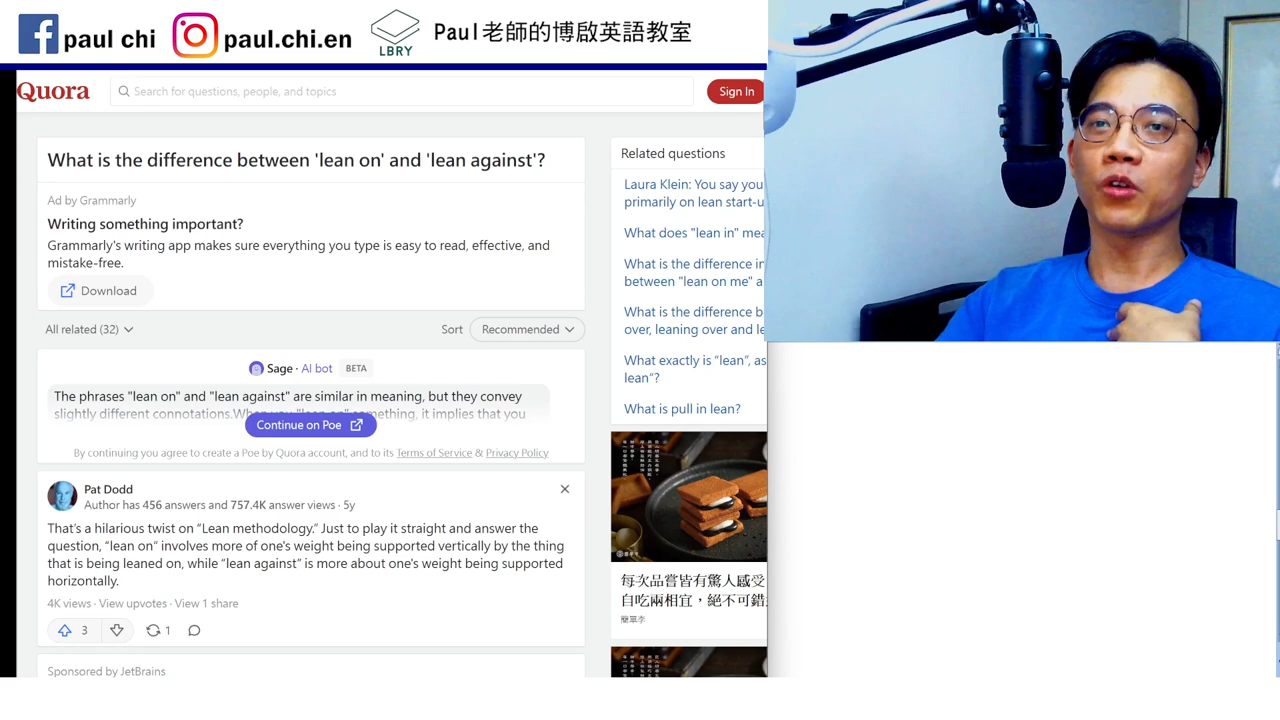 paul chi
paul.chi.en
LBRY
Paul老師的博啟英語教室
Quora
Search for questions, people, and topics
Sign In
What is the difference between 'lean on' and 'lean against'?
Ad by Grammarly
Writing something important?
Grammarly's writing app makes sure everything you type is easy to read, effective, and
mistake-free.
Download
All related (32)
Sort
Recommended
Sage · AI bot
BETA
The phrases "lean on" and "lean against" are similar in meaning, but they convey
slightly different connotations.When you "lean on" something, it implies that you
Continue on Poe
By continuing you agree to create a Poe by Quora account, and to its Terms of Service & Privacy Policy
Pat Dodd
Author has 456 answers and 757.4K answer views · 5y
That’s a hilarious twist on “Lean methodology.” Just to play it straight and answer the
question, “lean on“ involves more of one's weight being supported vertically by the thing
that is being leaned on, while “lean against” is more about one's weight being supported
horizontally.
4K views · View upvotes · View 1 share
3
1
Sponsored by JetBrains
Related questions
Laura Klein: You say you
primarily on lean start-u
What does "lean in" mea
What is the difference in
between "lean on me" a
What is the difference b
over, leaning over and le
What exactly is “lean”, as
lean”?
What is pull in lean?
每次品嘗皆有驚人感受
自吃兩相宜，絕不可錯
簡單李